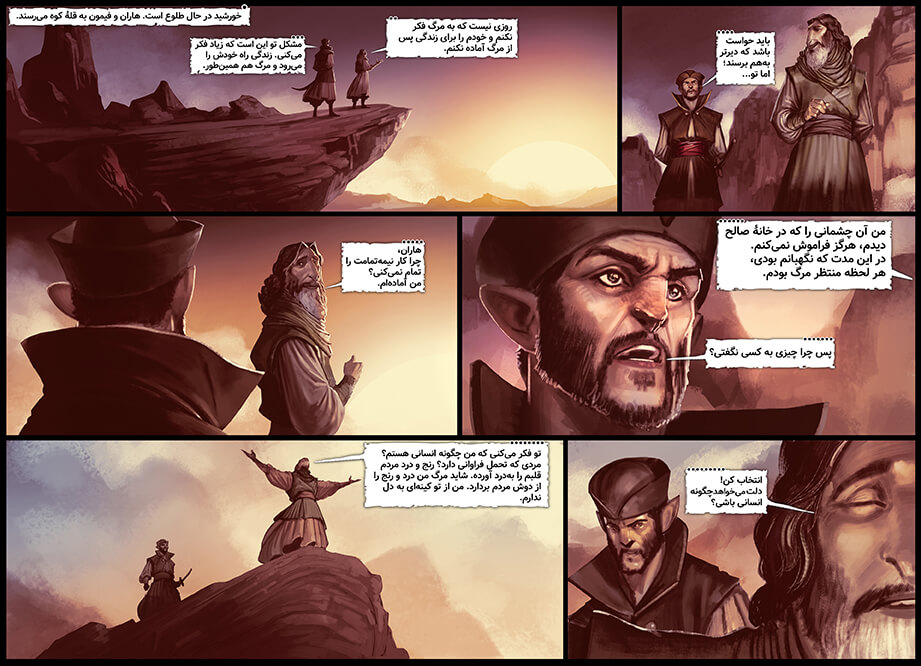 خورشید در حال طلوع است. هاران و فیمون به قلهٔ کوه می‌رسند.
روزی نیست که به مرگ فکر
نکنم و خودم را برای زندگی پس
از مرگ آماده نکنم.
مشکل تو این است که زیاد فکر
می‌کنی. زندگی راه خودش را
می‌رود و مرگ هم همین‌طور.
باید حواست
باشد که دیرتر
به‌هم برسند؛
اما تو...
هاران،
چرا کار نیمه‌تمامت را
تمام نمی‌کنی؟
من آماده‌ام.
من آن چشمانی را که در خانهٔ صالح
دیدم، هرگز فراموش نمی‌کنم.
در این مدت که نگهبانم بودی،
هر لحظه منتظر مرگ بودم.
پس چرا چیزی به کسی نگفتی؟
تو فکر می‌کنی که من چگونه انسانی هستم؟
مردی که تحمل فراوانی دارد؟ رنج و درد مردم
قلبم را به‌درد آورده. شاید مرگ من درد و رنج را
از دوش مردم بردارد. من از تو کینه‌ای به دل
ندارم.
انتخاب کن!
دلت می‌خواهدچگونه
انسانی باشی؟